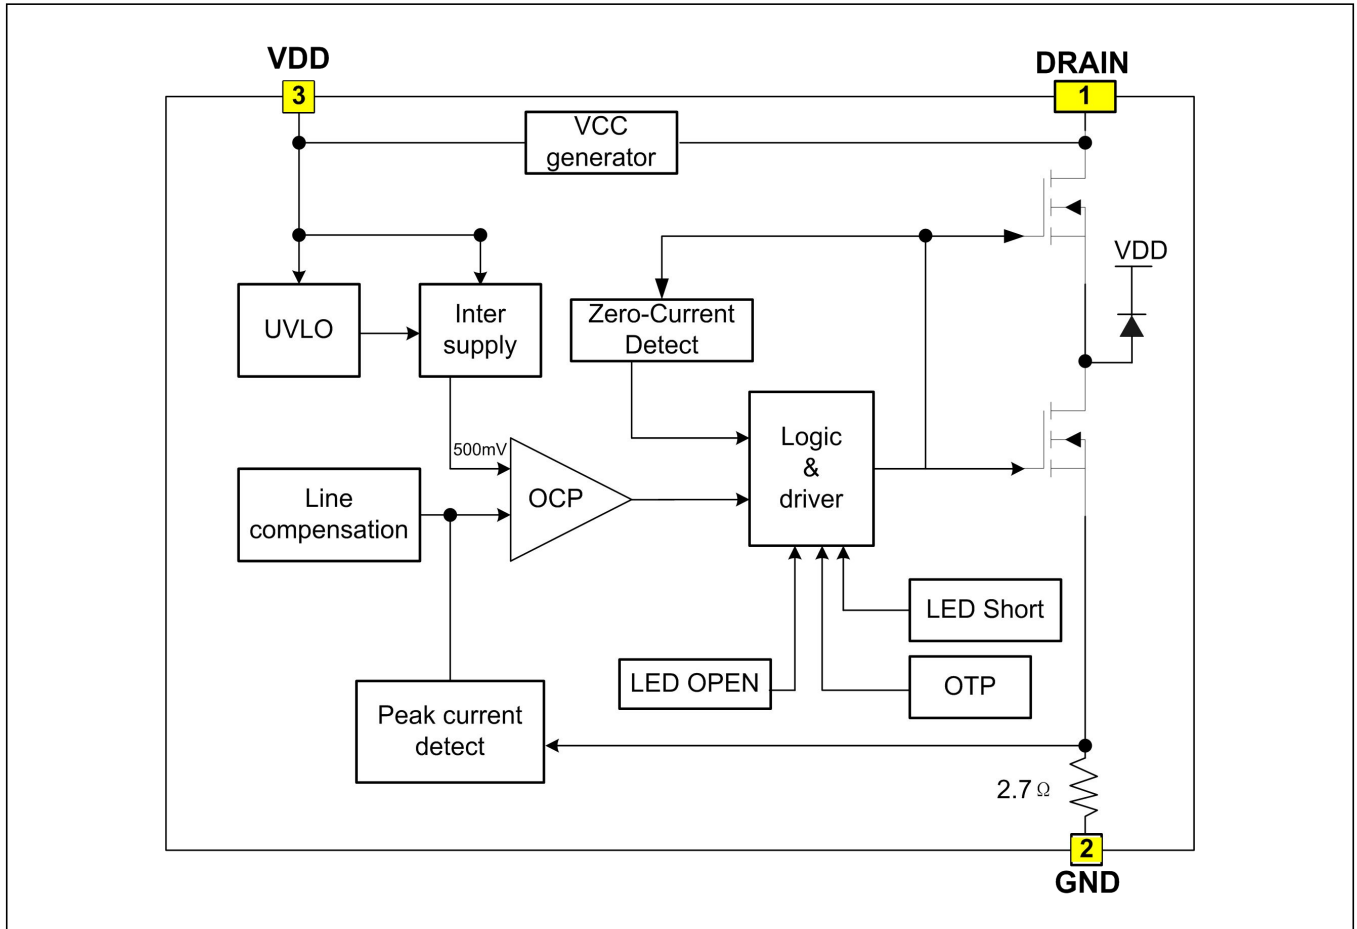 VDD
3
DRAIN
1
VCC
generator
VDD
UVLO
Inter
supply
Zero-Current
Detect
500mV
Line
compensation
OCP
Logic
&
driver
LED Short
LED OPEN
OTP
Peak current
detect
2.7 Ω
2
GND